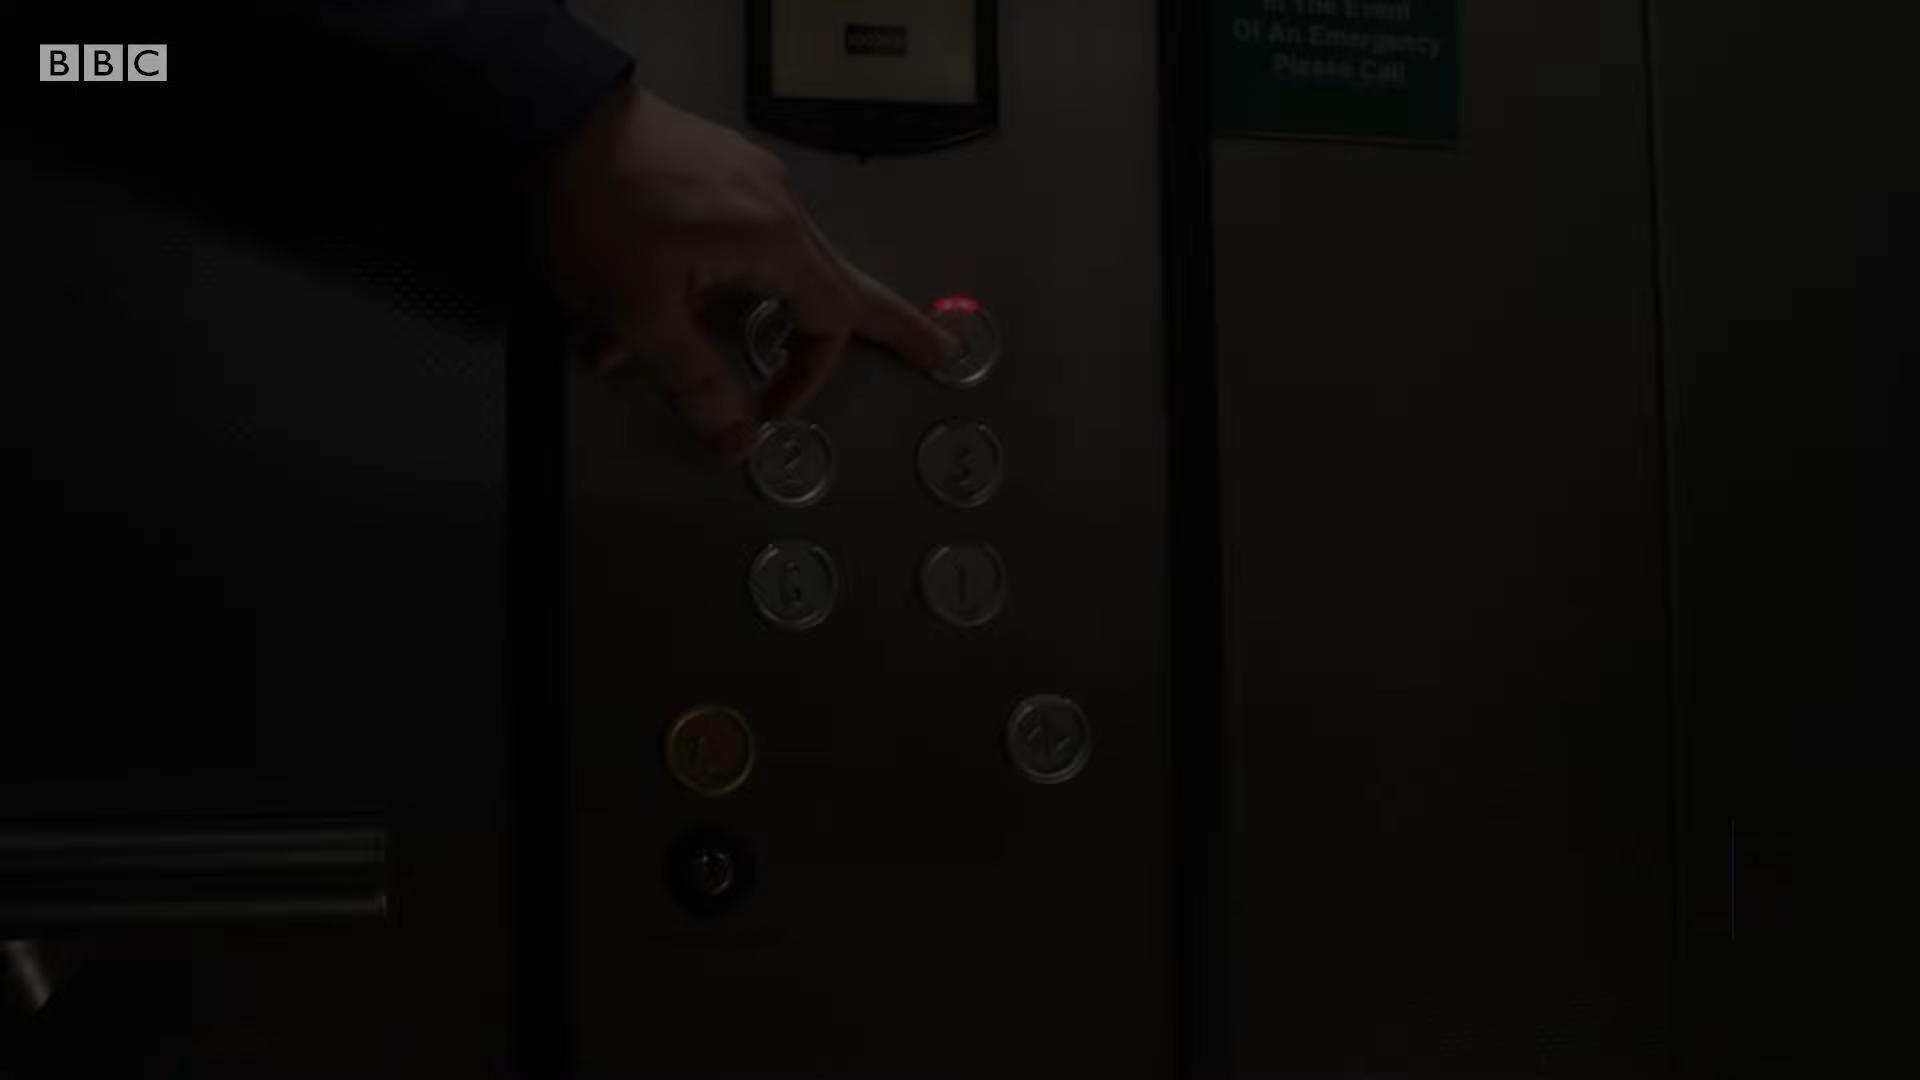 BBC
In The Event
Of An Emergency
Please Call
2
3
G
1